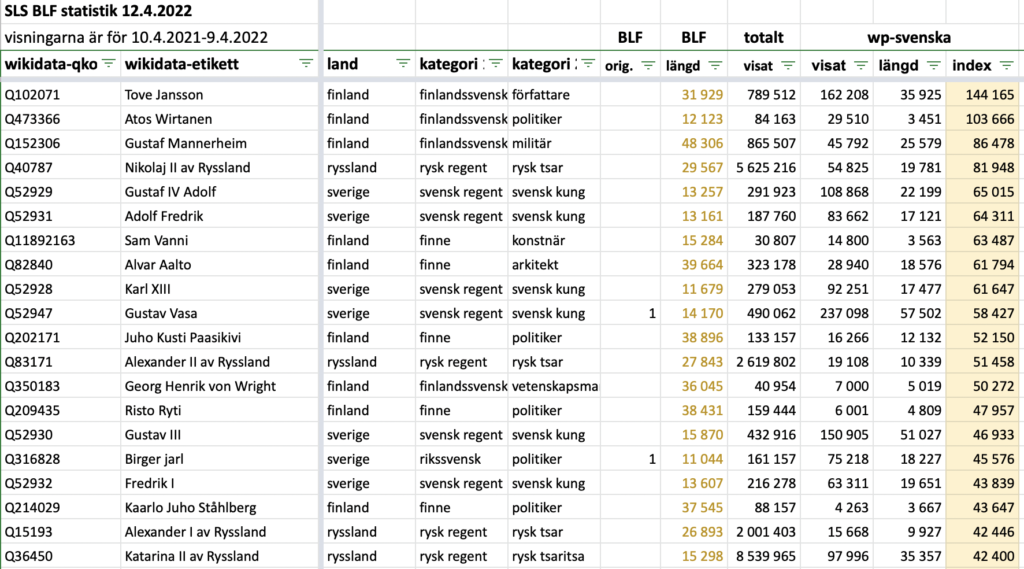 SLS BLF statistik 12.4.2022
visningarna är för 10.4.2021-9.4.2022 BLF BLF totalt wp-svenska
wikidata-qko wikidata-etikett land kategori : kategori : orig. längd visat visat längd index
Q102071 Tove Jansson finland finlandssvensk författare 31 929 789 512 162 208 35 925 144 165
Q473366 Atos Wirtanen finland finlandssvensk politiker 12 123 84 163 29 510 3 451 103 666
Q152306 Gustaf Mannerheim finland finlandssvensk militär 48 306 865 507 45 792 25 579 86 478
Q40787 Nikolaj II av Ryssland ryssland rysk regent rysk tsar 29 567 5 625 216 54 825 19 781 81 948
Q52929 Gustaf IV Adolf sverige svensk regent svensk kung 13 257 291 923 108 868 22 199 65 015
Q52931 Adolf Fredrik sverige svensk regent svensk kung 13 161 187 760 83 662 17 121 64 311
Q11892163 Sam Vanni finland finne konstnär 15 284 30 807 14 800 3 563 63 487
Q82840 Alvar Aalto finland finne arkitekt 39 664 323 178 28 940 18 576 61 794
Q52928 Karl XIII sverige svensk regent svensk kung 11 679 279 053 92 251 17 477 61 647
Q52947 Gustav Vasa sverige svensk regent svensk kung 1 14 170 490 062 237 098 57 502 58 427
Q202171 Juho Kusti Paasikivi finland finne politiker 38 896 133 157 16 266 12 132 52 150
Q83171 Alexander II av Ryssland ryssland rysk regent rysk tsar 27 843 2 619 802 19 108 10 339 51 458
Q350183 Georg Henrik von Wright finland finlandssvensk vetenskapsma 36 045 40 954 7 000 5 019 50 272
Q209435 Risto Ryti finland finne politiker 38 431 159 444 6 001 4 809 47 957
Q52930 Gustav III sverige svensk regent svensk kung 15 870 432 916 150 905 51 027 46 933
Q316828 Birger jarl sverige rikssvensk politiker 1 11 044 161 157 75 218 18 227 45 576
Q52932 Fredrik I sverige svensk regent svensk kung 13 607 216 278 63 311 19 651 43 839
Q214029 Kaarlo Juho Ståhlberg finland finne politiker 37 545 88 157 4 263 3 667 43 647
Q15193 Alexander I av Ryssland ryssland rysk regent rysk tsar 26 893 2 001 403 15 668 9 927 42 446
Q36450 Katarina II av Ryssland ryssland rysk regent rysk tsaritsa 15 298 8 539 965 97 996 35 357 42 400